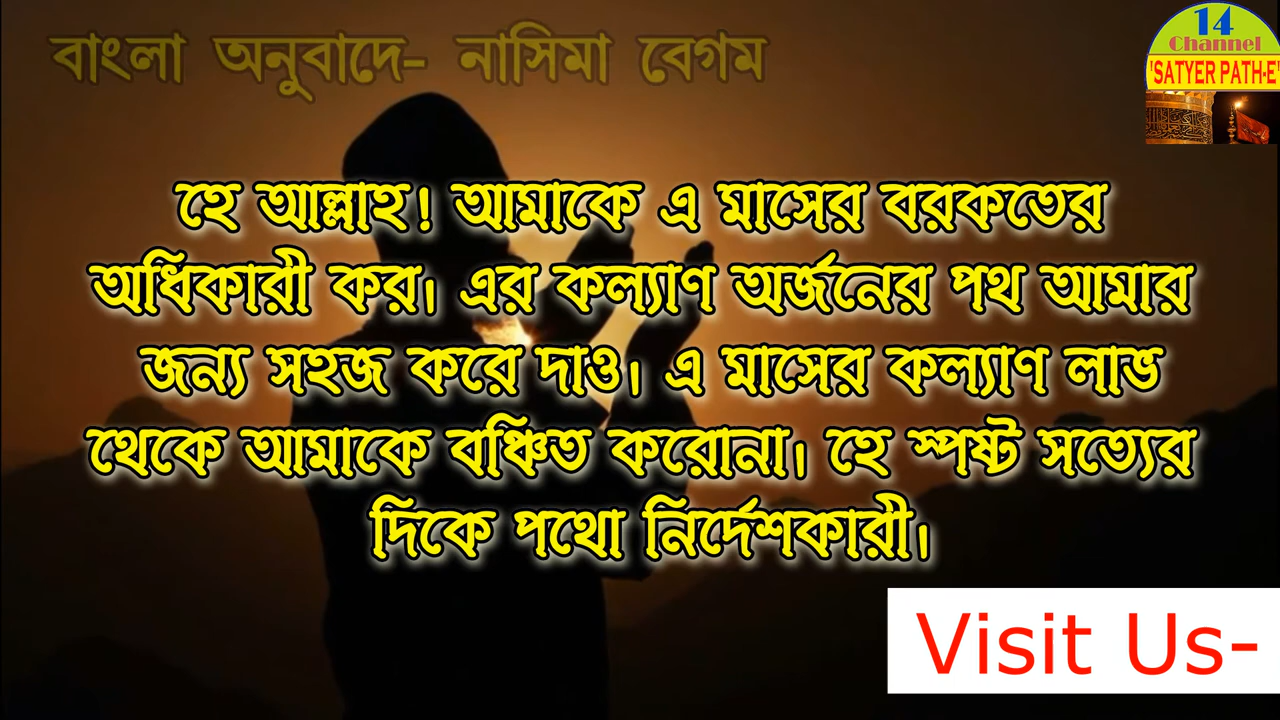 বাংলা অনুবাদে- নাসিমা বেগম
14
Channel
'SATYER PATH-E'
হে আল্লাহ! আমাকে এ মাসের বরকতের
অধিকারী কর। এর কল্যাণ অর্জনের পথ আমার
জন্য সহজ করে দাও। এ মাসের কল্যাণ লাভ
থেকে আমাকে বঞ্চিত করোনা। হে স্পষ্ট সত্যের
দিকে পথো নির্দেশকারী।
Visit Us-